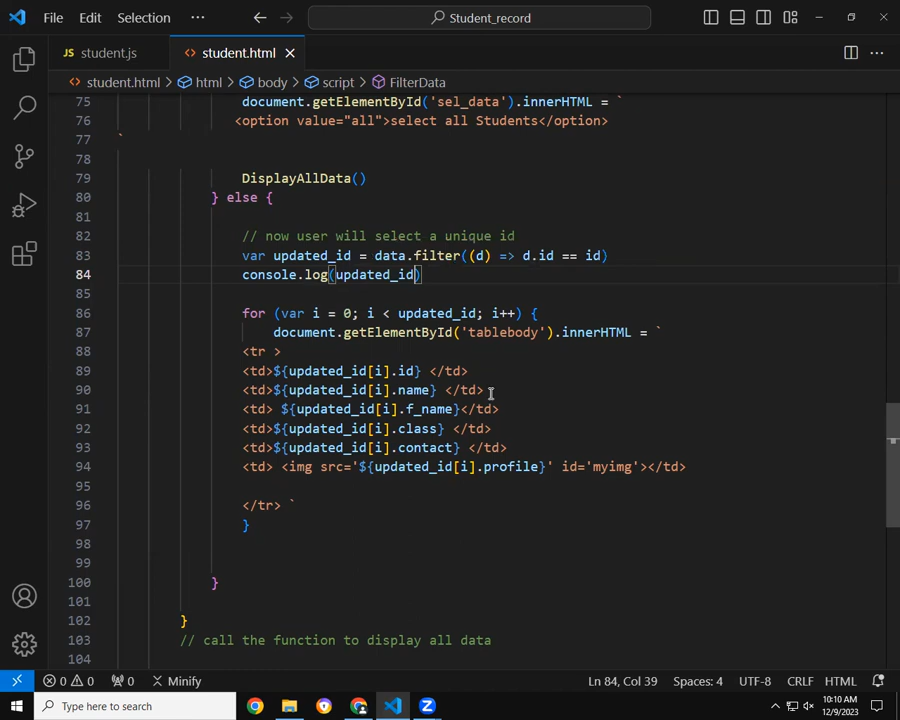 File Edit Selection ··· Student_record
JS student.js <> student.html
<> student.html > html > body > script > FilterData
75 document.getElementById('sel_data').innerHTML = `
76 <option value="all">select all Students</option>
77 `
78
79 DisplayAllData()
80 } else {
81
82 // now user will select a unique id
83 var updated_id = data.filter((d) => d.id == id)
84 console.log(updated_id)
85
86 for (var i = 0; i < updated_id; i++) {
87 document.getElementById('tablebody').innerHTML = `
88 <tr >
89 <td>${updated_id[i].id} </td>
90 <td>${updated_id[i].name} </td>
91 <td> ${updated_id[i].f_name}</td>
92 <td>${updated_id[i].class} </td>
93 <td>${updated_id[i].contact} </td>
94 <td> <img src='${updated_id[i].profile}' id='myimg'></td>
95
96 </tr> `
97 }
98
99
100 }
101
102 }
103 // call the function to display all data
104
0 0 0 Minify Ln 84, Col 39 Spaces: 4 UTF-8 CRLF HTML
Type here to search 10:10 AM
12/9/2023